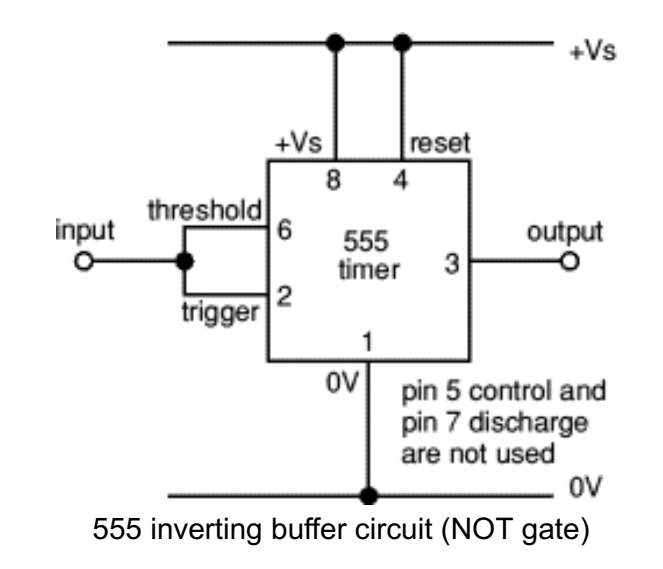 +Vs
+Vs
reset
8
4
threshold
input
6
555
timer
output
3
2
trigger
1
0V
pin 5 control and
pin 7 discharge
are not used
0V
555 inverting buffer circuit (NOT gate)